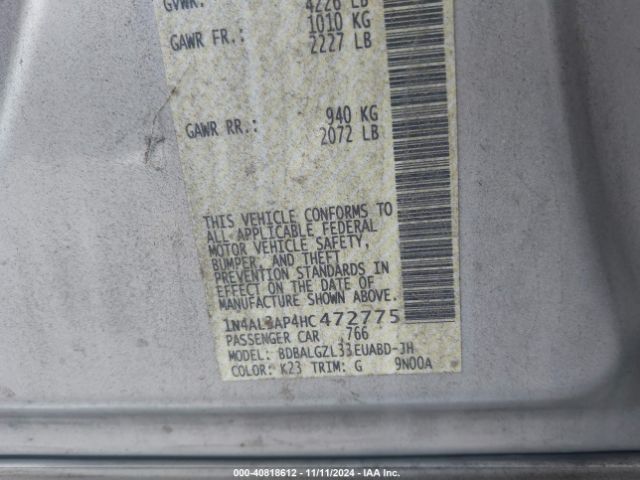 GVWR: 4226 LB
1010 KG
GAWR FR.: 2227 LB
940 KG
GAWR RR.: 2072 LB
THIS VEHICLE CONFORMS TO
ALL APPLICABLE FEDERAL
MOTOR VEHICLE SAFETY,
BUMPER, AND THEFT
PREVENTION STANDARDS IN
EFFECT ON THE DATE OF
MANUFACTURE SHOWN ABOVE.
1N4AL3AP4HC472775
PASSENGER CAR 766
MODEL: BDBALGZL33EUABD-JH
COLOR: K23 TRIM: G 9N00A
000-40818612 - 11/11/2024 - IAA Inc.